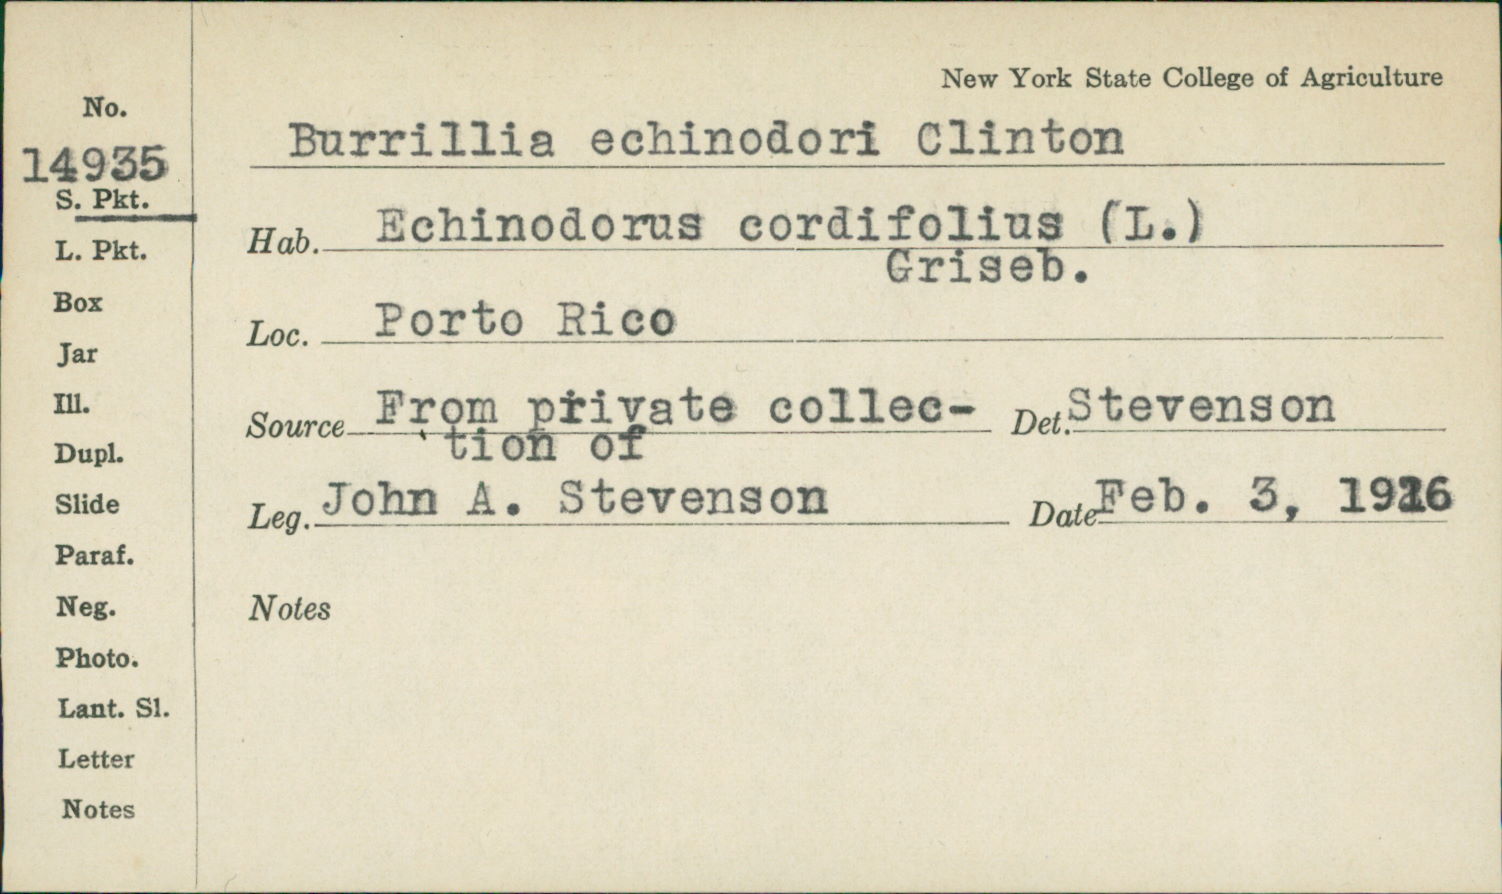 New York State College of Agriculture
No.
14935
S. Pkt.
L. Pkt.
Box
Jar
Ill.
Dupl.
Slide
Paraf.
Neg.
Photo.
Lant. Sl.
Letter
Notes
Burrillia echinodori Clinton
Hab. Echinodorus cordifolius (L.)
Griseb.
Loc. Porto Rico
Source From private collec- Det. Stevenson
tion of
Leg. John A. Stevenson Date Feb. 3,
Notes